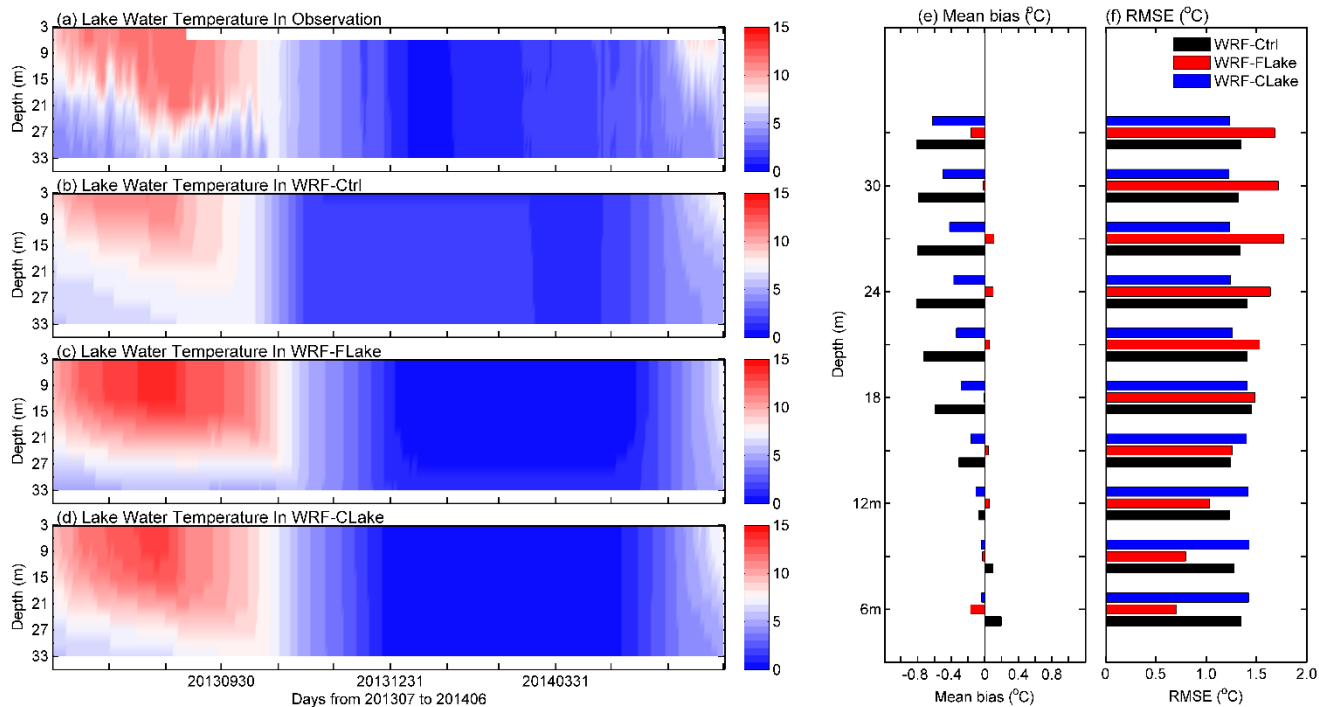 (a) Lake Water Temperature In Observation
3
9
15
21
27
33
Depth (m)
15
10
5
0
(b) Lake Water Temperature In WRF-Ctrl
3
9
15
21
27
33
Depth (m)
15
10
5
0
(c) Lake Water Temperature In WRF-FLake
3
9
15
21
27
33
Depth (m)
15
10
5
0
(d) Lake Water Temperature In WRF-CLake
3
9
15
21
27
33
Depth (m)
15
10
5
0
20130930 20131231 20140331
Days from 201307 to 201406
(e) Mean bias (°C)
30
27
24
21
18
15
12m
9
6m
Depth (m)
-0.8 -0.4 0 0.4 0.8
Mean bias (°C)
(f) RMSE (°C)
WRF-Ctrl
WRF-FLake
WRF-CLake
0 0.5 1.0 1.5 2.0
RMSE (°C)